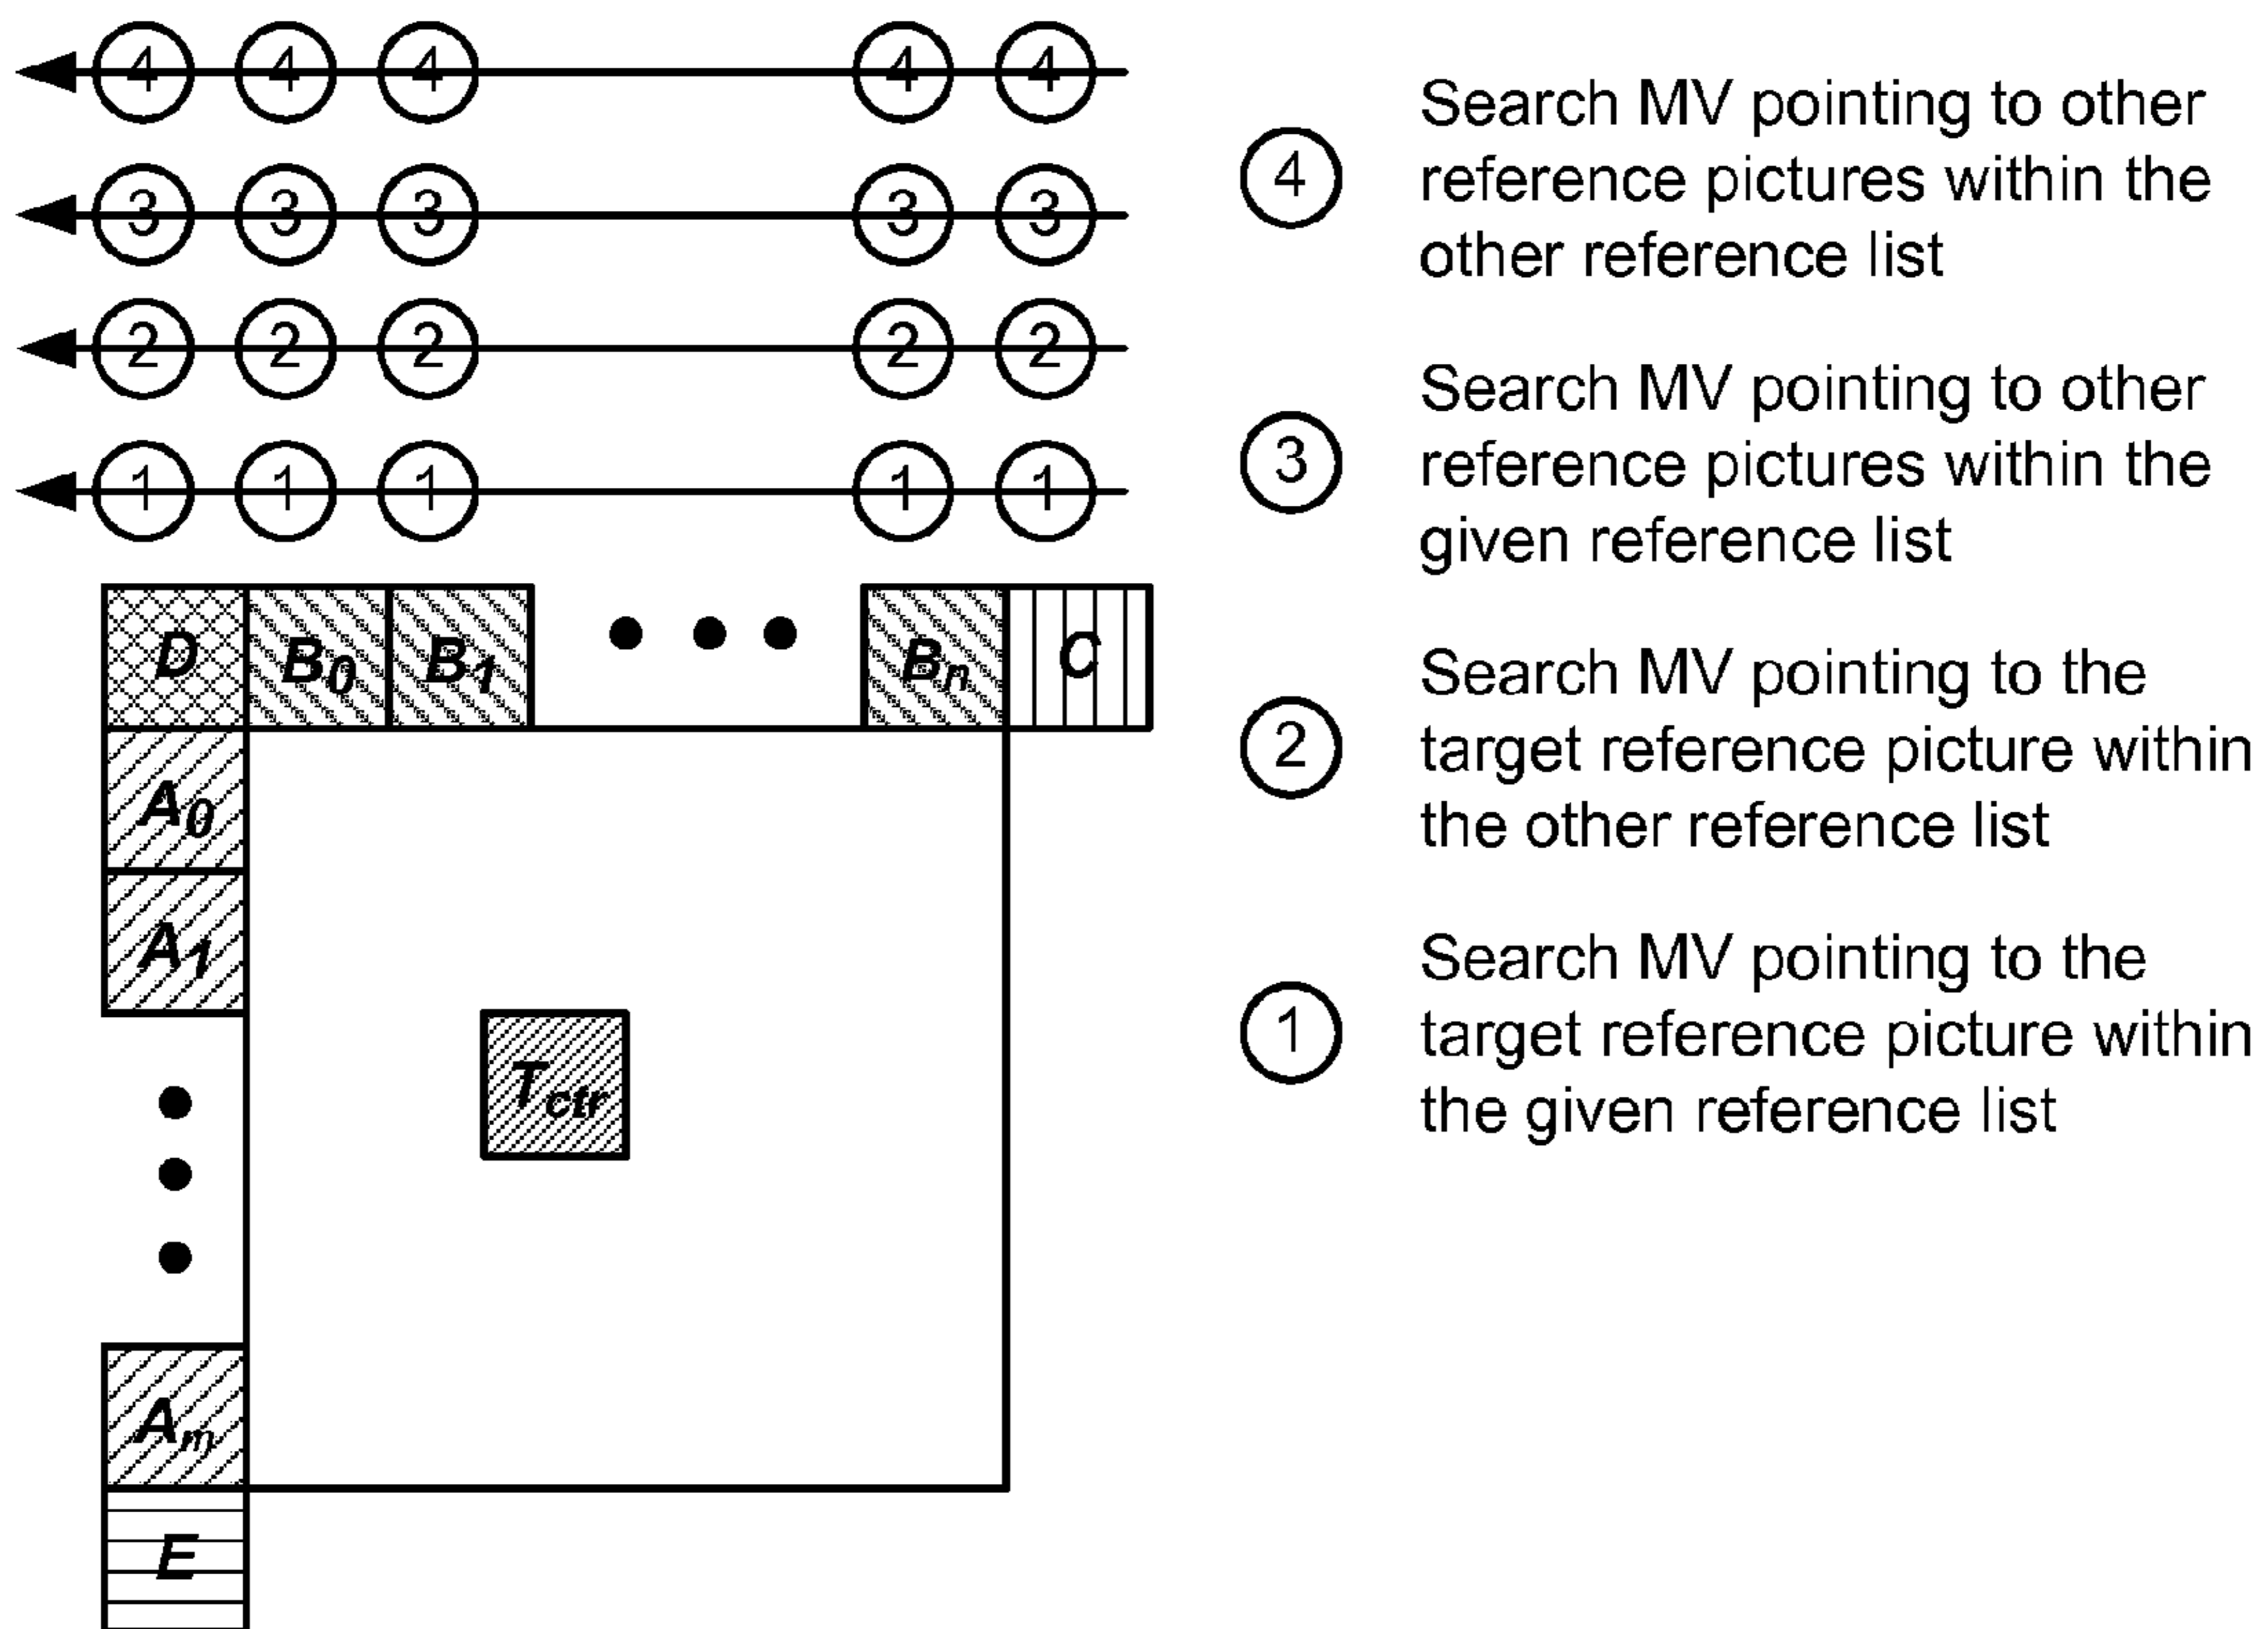 4 4 4 4 4
3 3 3 3 3
2 2 2 2 2
1 1 1 1 1
D B0 B1 Bn C
A0
A1
Tctr
Am
E
4 Search MV pointing to other
reference pictures within the
other reference list
3 Search MV pointing to other
reference pictures within the
given reference list
2 Search MV pointing to the
target reference picture within
the other reference list
1 Search MV pointing to the
target reference picture within
the given reference list